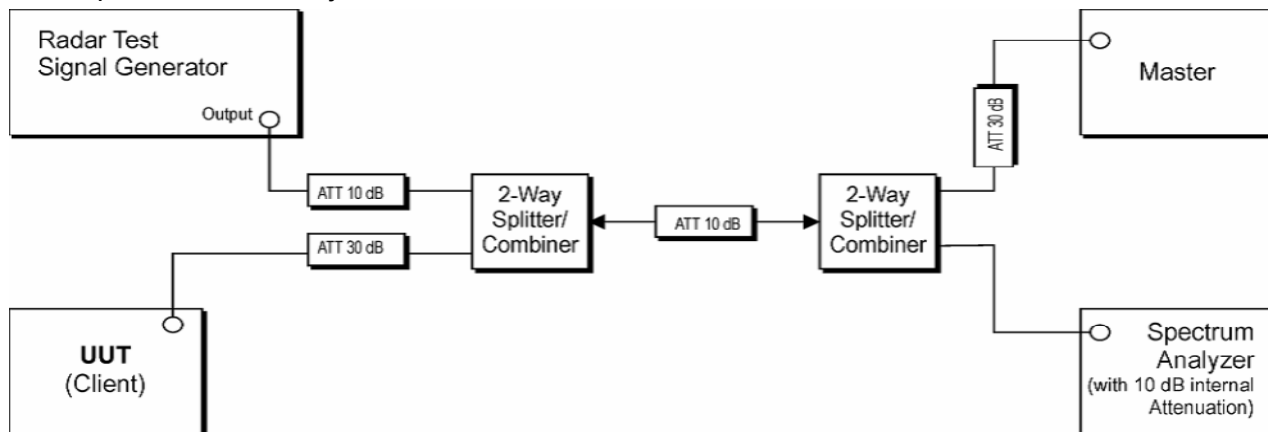 Radar Test
Signal Generator
Output
Master
ATT 30 dB
ATT 10 dB
2-Way
Splitter/
Combiner
ATT 10 dB
2-Way
Splitter/
Combiner
ATT 30 dB
UUT
(Client)
Spectrum
Analyzer
(with 10 dB internal
Attenuation)